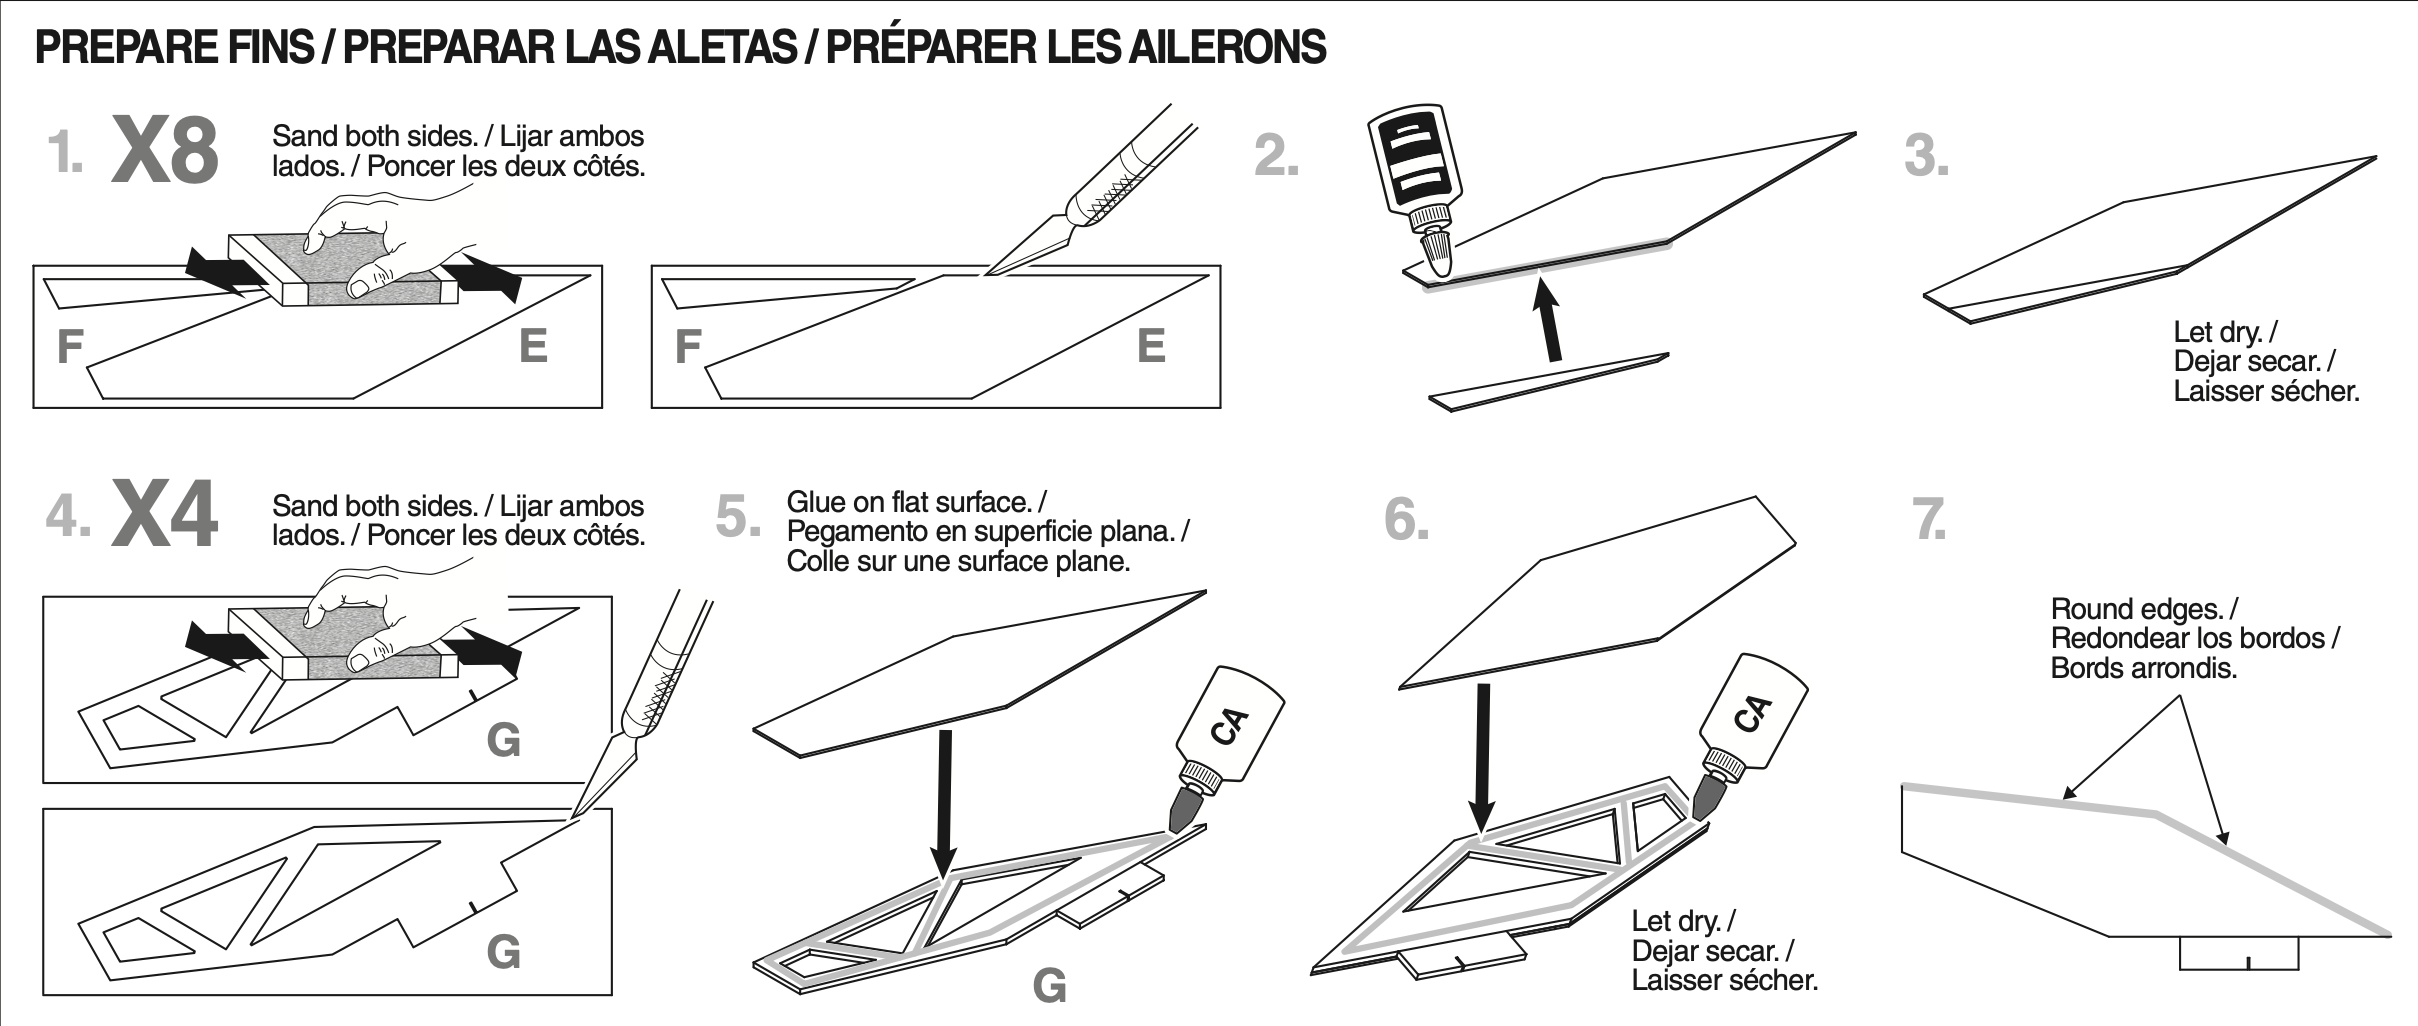 PREPARE FINS / PREPARAR LAS ALETAS / PRÉPARER LES AILERONS
1. X8
Sand both sides. / Lijar ambos
lados. / Poncer les deux côtés.
F
E
F
E
2.
3.
Let dry. /
Dejar secar. /
Laisser sécher.
4. X4
Sand both sides. / Lijar ambos
lados. / Poncer les deux côtés.
G
G
5.
Glue on flat surface. /
Pegamento en superficie plana. /
Colle sur une surface plane.
CA
G
6.
CA
Let dry. /
Dejar secar. /
Laisser sécher.
7.
Round edges. /
Redondear los bordos /
Bords arrondis.